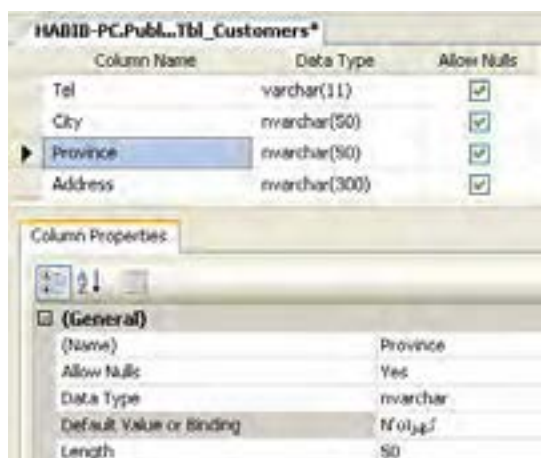 HABIB-PC.Publ...Tbl_Customers*
Column Name Data Type Allow Nulls
Tel varchar(11)
City nvarchar(50)
Province nvarchar(50)
Address nvarchar(300)
Column Properties
(General)
(Name) Province
Allow Nulls Yes
Data Type nvarchar
Default Value or Binding
Length 50